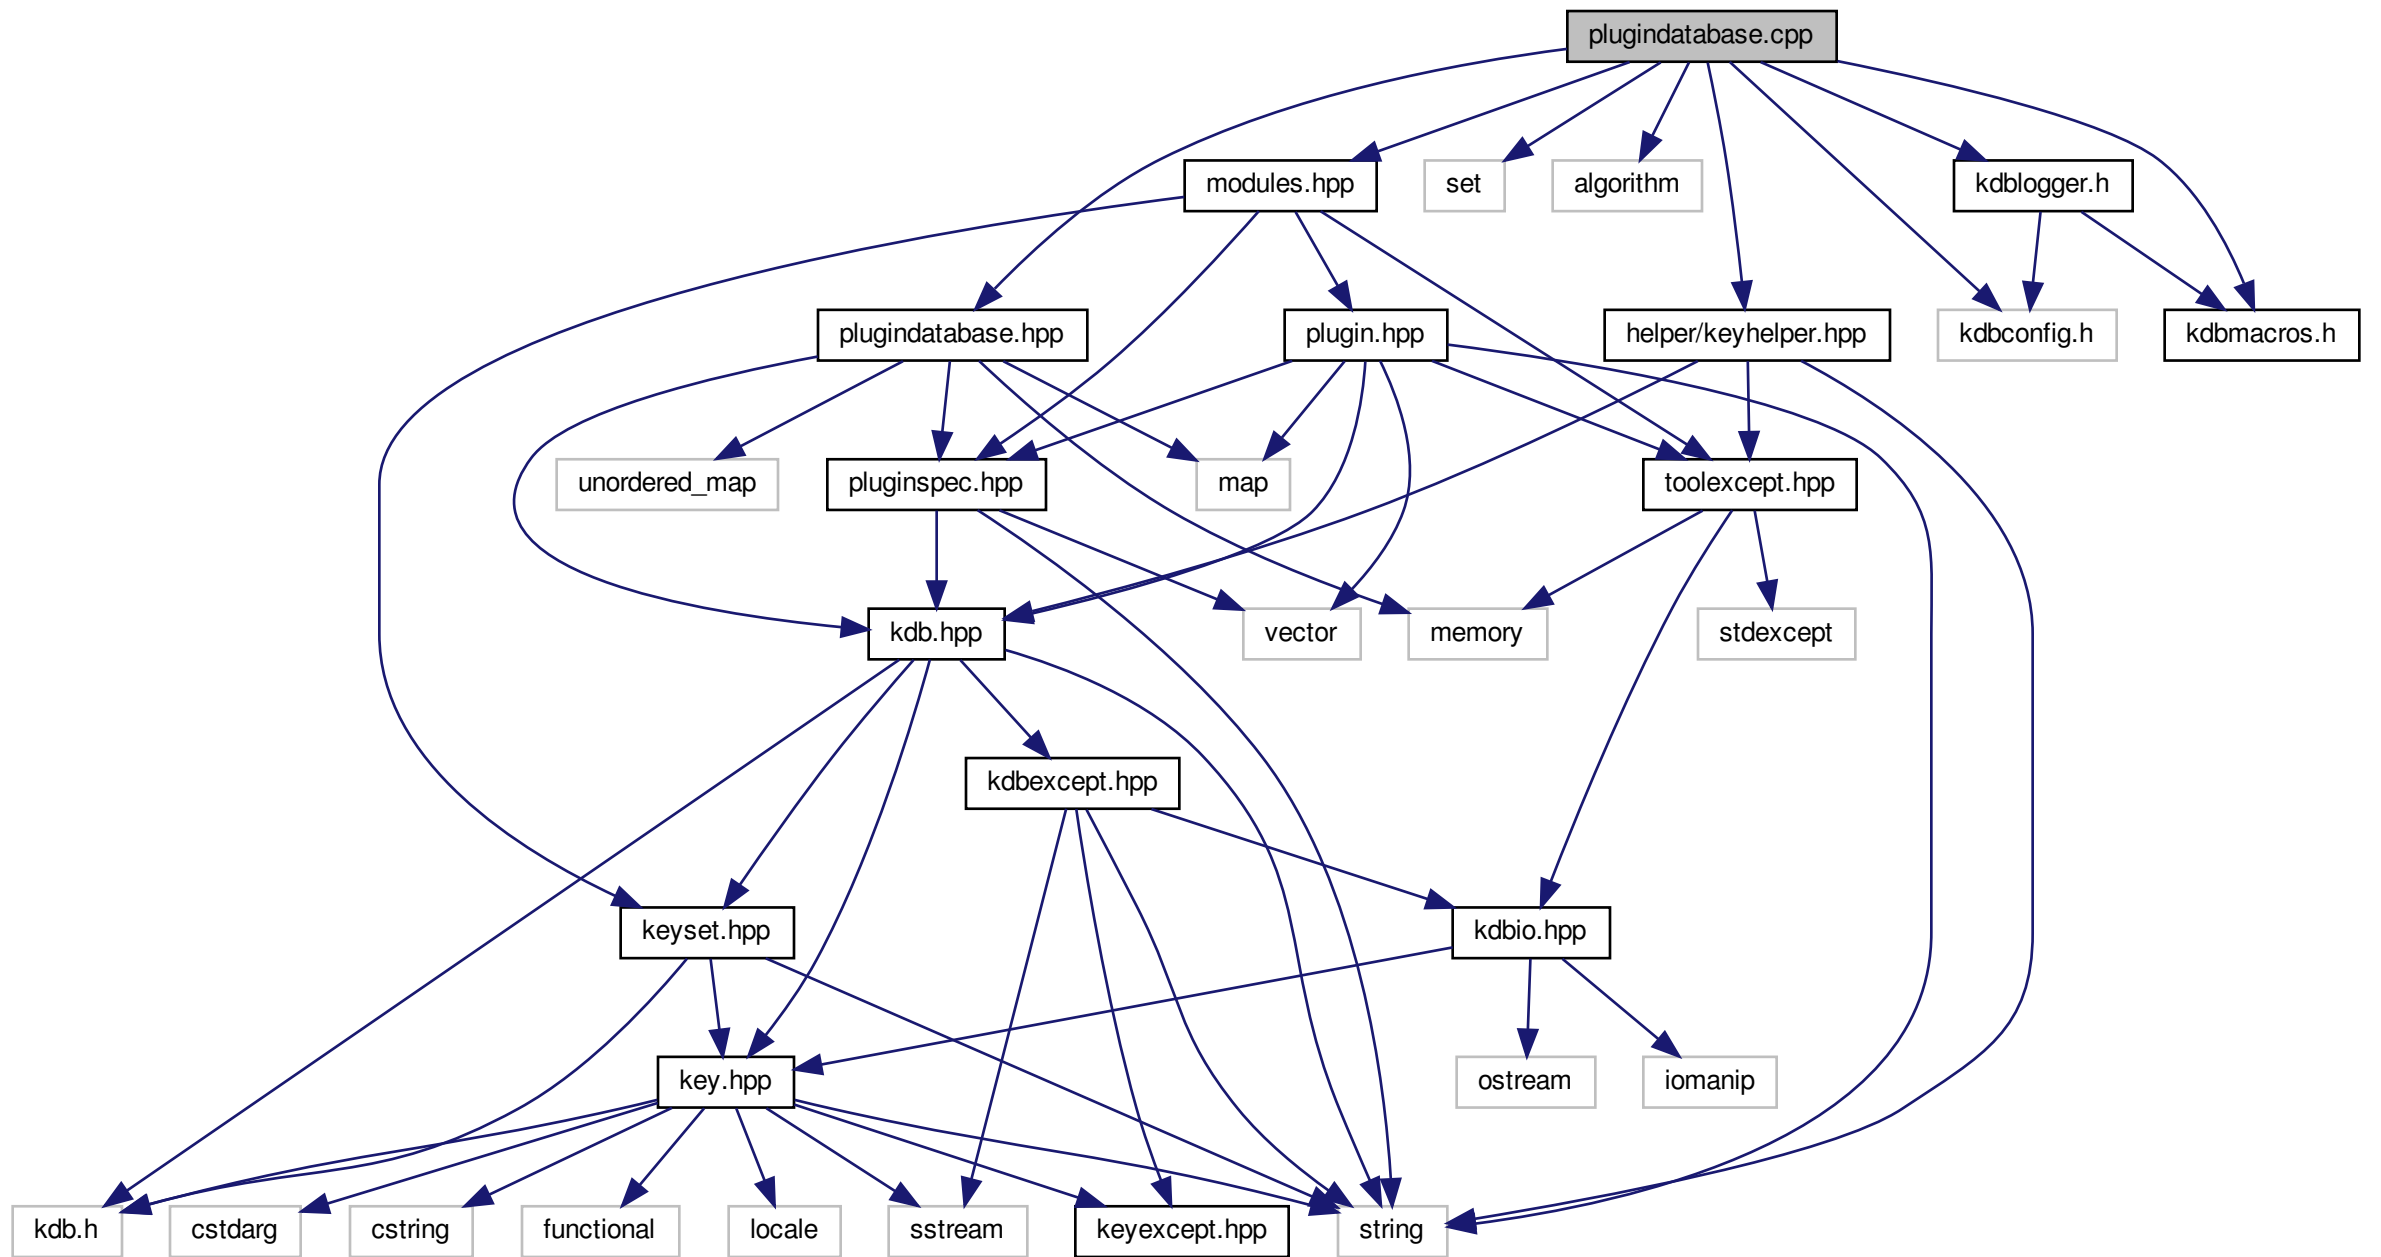 plugindatabase.cpp
modules.hpp
set
algorithm
kdblogger.h
plugindatabase.hpp
plugin.hpp
helper/keyhelper.hpp
kdbconfig.h
kdbmacros.h
unordered_map
pluginspec.hpp
map
toolexcept.hpp
kdb.hpp
vector
memory
stdexcept
kdbexcept.hpp
keyset.hpp
kdbio.hpp
key.hpp
ostream
iomanip
kdb.h
cstdarg
cstring
functional
locale
sstream
keyexcept.hpp
string